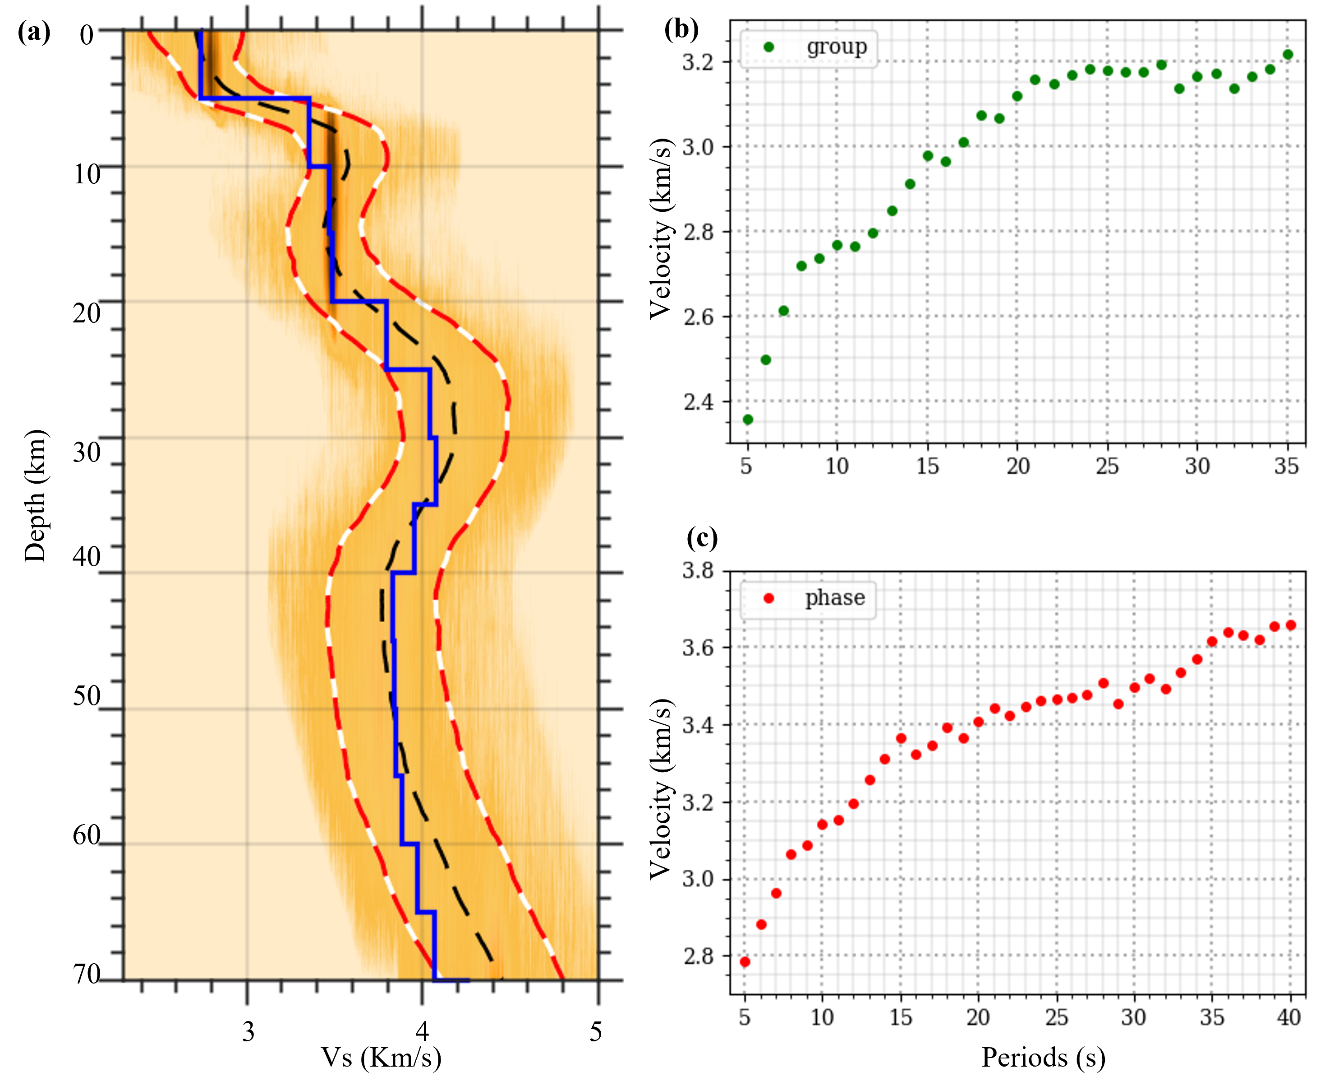 (a)
0
10
20
30
40
50
60
70
Depth (km)
3 4 5
Vs (Km/s)
(b)
group
3.2
3.0
2.8
2.6
2.4
Velocity (km/s)
5 10 15 20 25 30 35
(c)
phase
3.8
3.6
3.4
3.2
3.0
2.8
Velocity (km/s)
5 10 15 20 25 30 35 40
Periods (s)